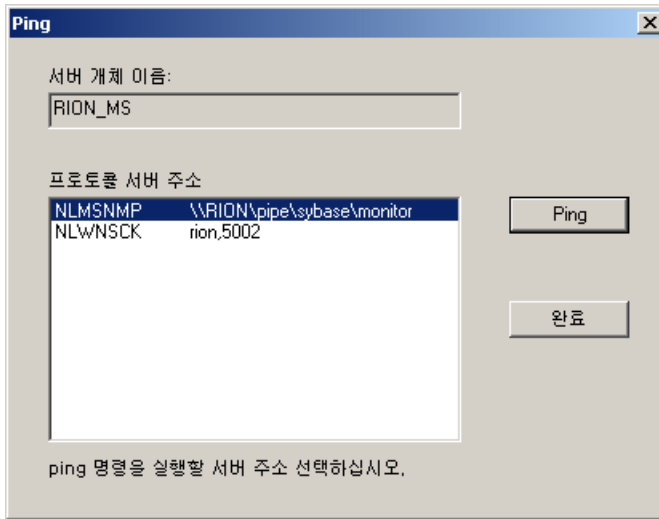 Ping
서버 개체 이름:
RION_MS
프로토콜 서버 주소
NLMSNMP \\RION\pipe\sybase\monitor
NLWNSCK rion,5002
Ping
완료
ping 명령을 실행할 서버 주소 선택하십시오.